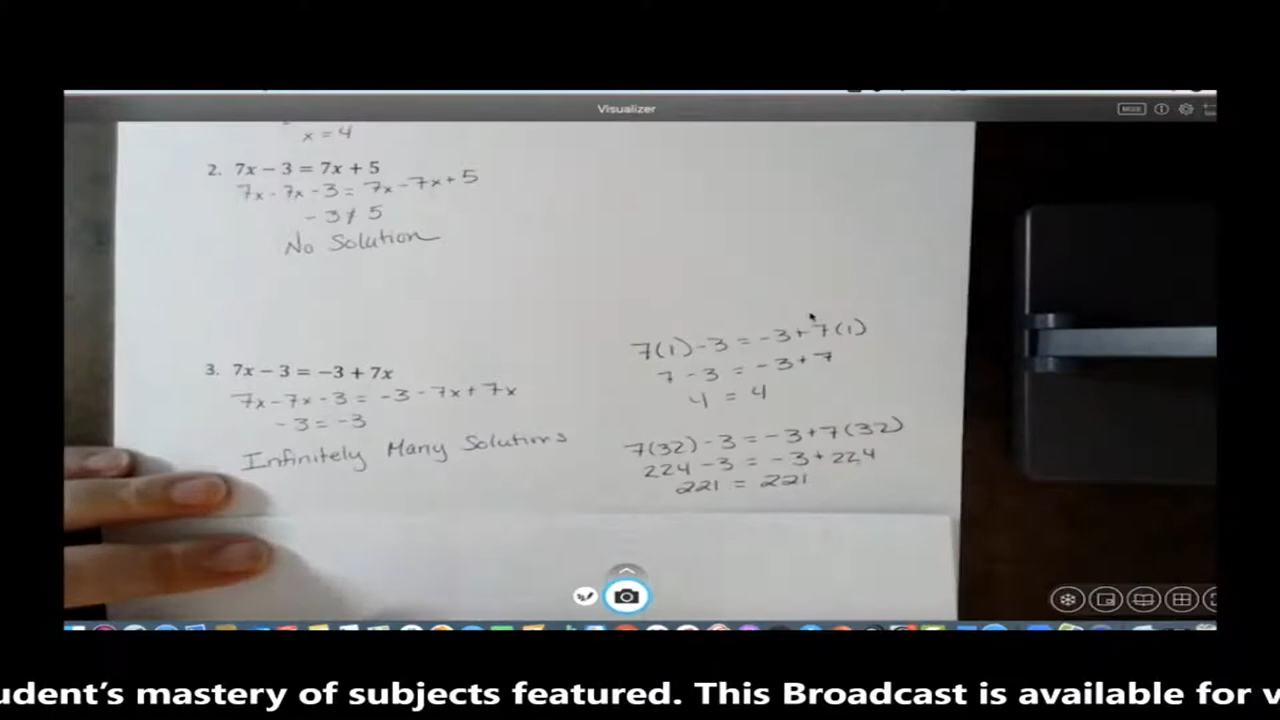 Visualizer
x = 4
2. 7x − 3 = 7x + 5
7x - 7x - 3 = 7x - 7x + 5
- 3 ≠ 5
No Solution
3. 7x − 3 = −3 + 7x
7x - 7x - 3 = -3 - 7x + 7x
- 3 = -3
Infinitely Many Solutions
7(1) - 3 = -3 + 7(1)
7 - 3 = -3 + 7
4 = 4
7(32) - 3 = -3 + 7(32)
224 - 3 = -3 + 224
221 = 221
udent’s mastery of subjects featured. This Broadcast is available for v